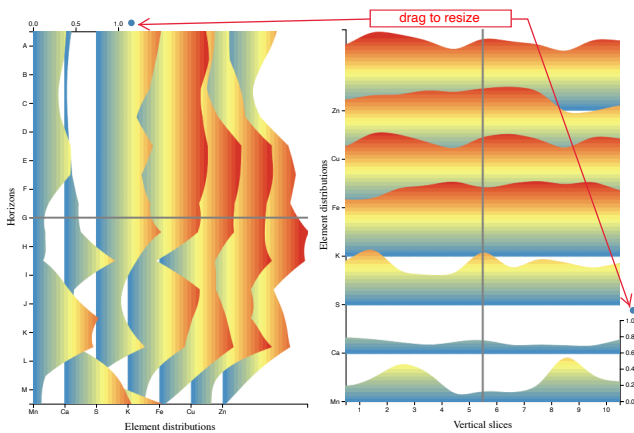 drag to resize
0.0 0.5 1.0
A
B
C
D
E
F
G
H
I
J
K
L
M
Horizons
Mn Ca S K Fe Cu Zn
Element distributions
Zn
Cu
Fe
K
S
Ca
Mn
Element distributions
1.0
0.8
0.6
0.4
0.2
0.0
1 2 3 4 5 6 7 8 9 10
Vertical slices